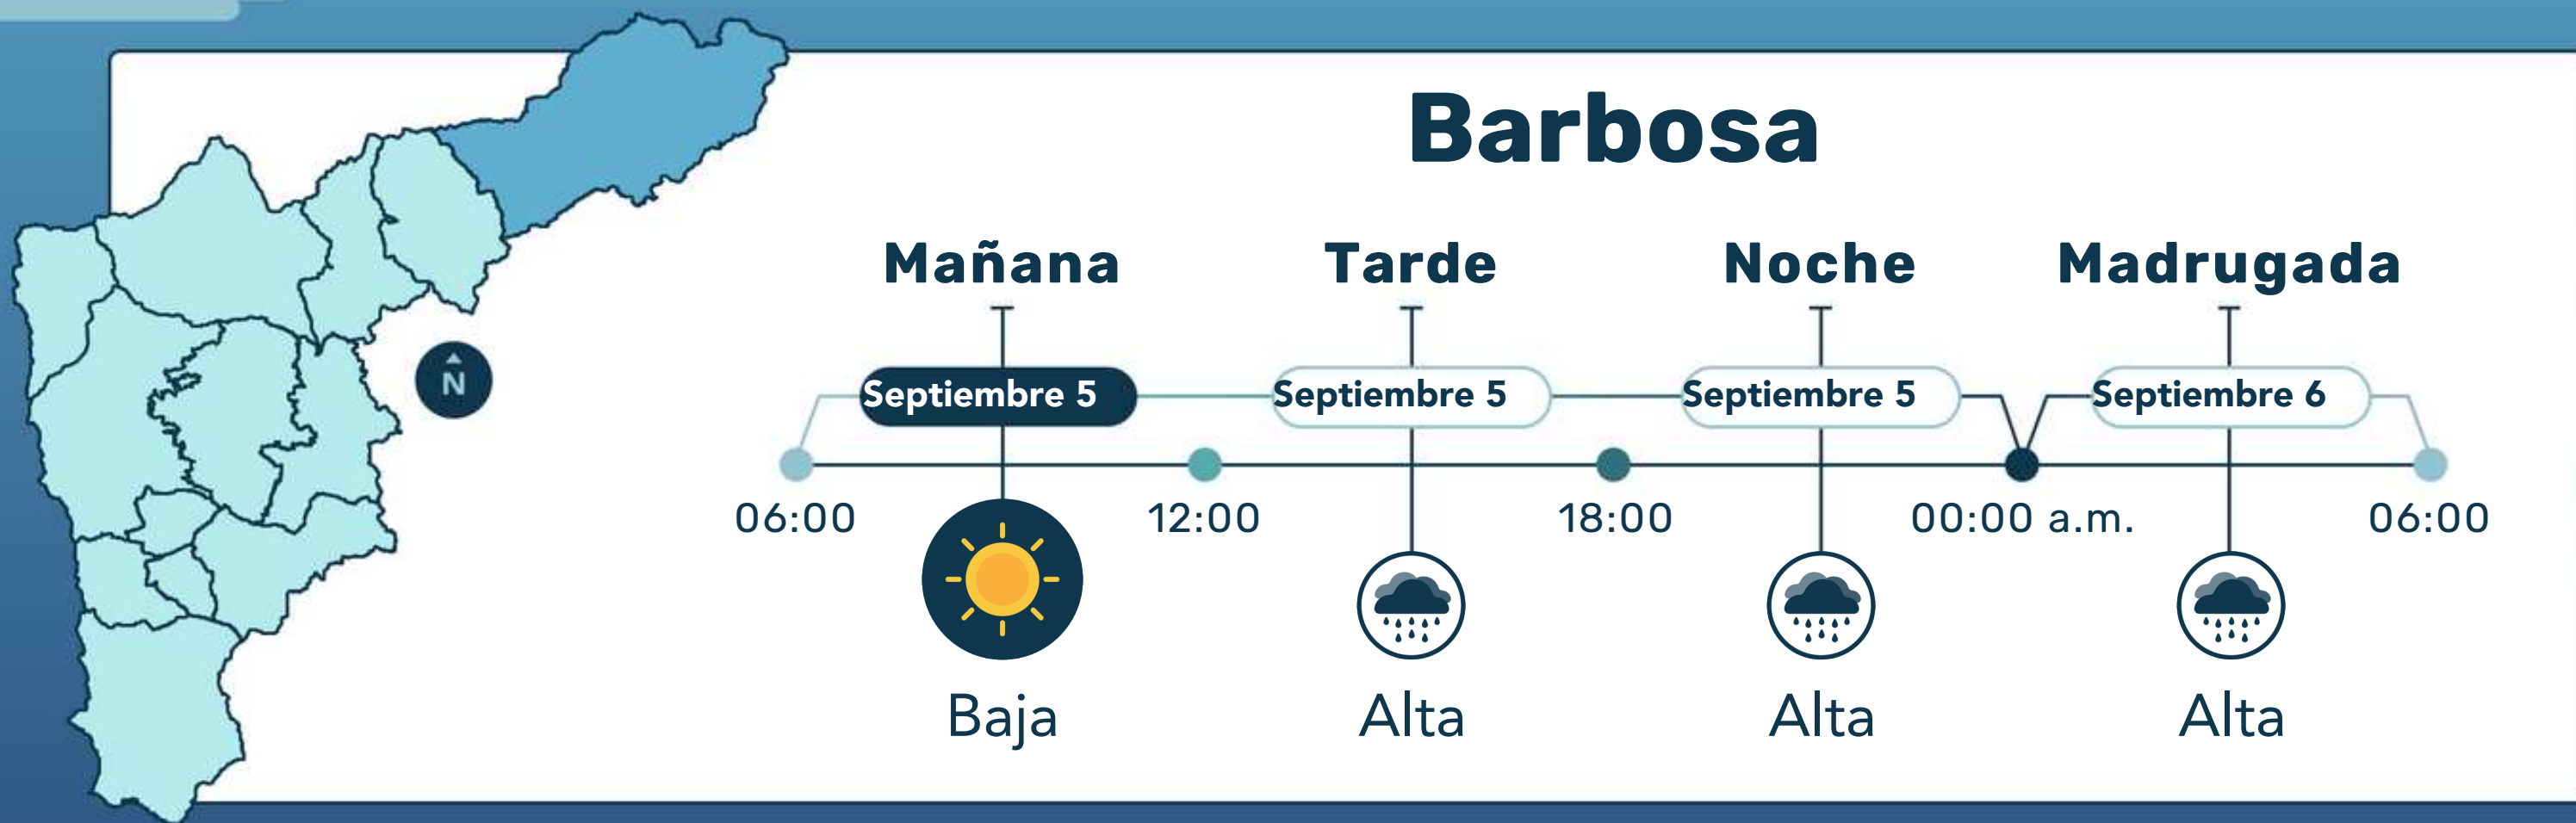 Barbosa
Mañana Tarde Noche Madrugada
N
Septiembre 5 Septiembre 5 Septiembre 5 Septiembre 6
06:00 12:00 18:00 00:00 a.m. 06:00
Baja Alta Alta Alta